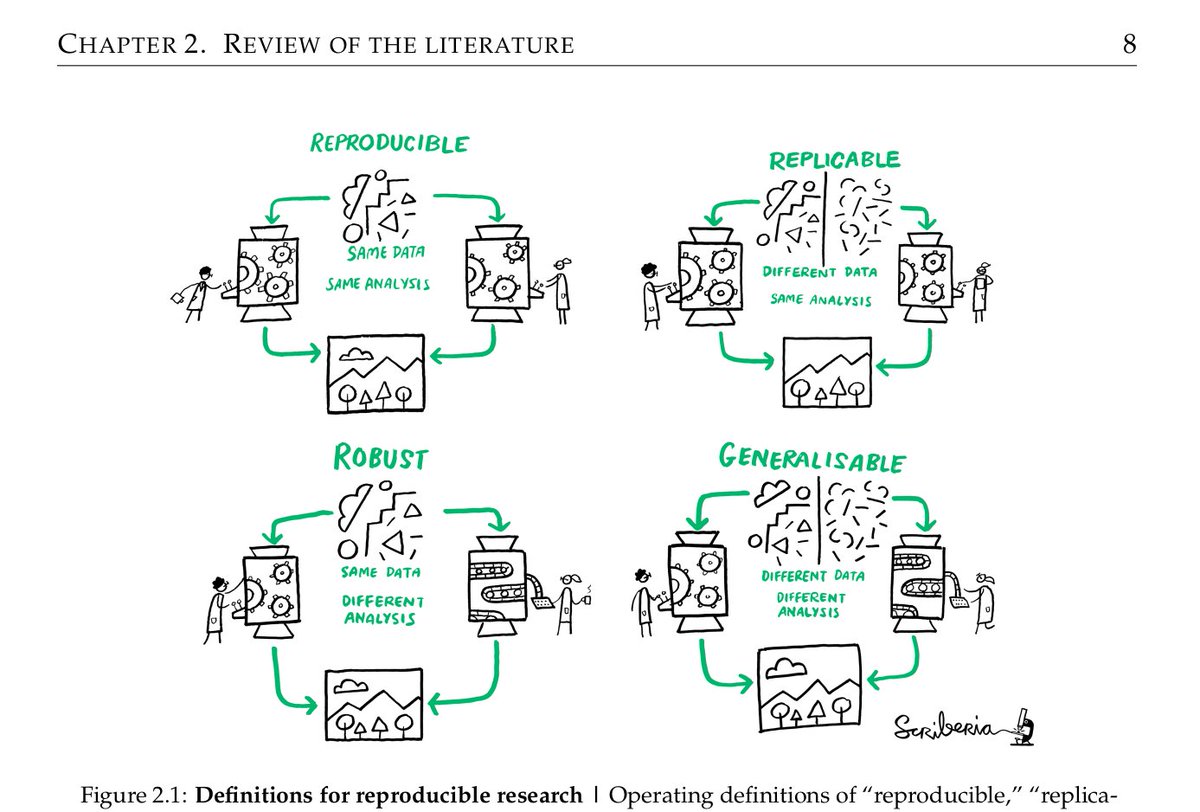 CHAPTER 2. REVIEW OF THE LITERATURE 8
REPRODUCIBLE
SAME DATA
SAME ANALYSIS
REPLICABLE
DIFFERENT DATA
SAME ANALYSIS
ROBUST
SAME DATA
DIFFERENT
ANALYSIS
GENERALISABLE
DIFFERENT DATA
DIFFERENT
ANALYSIS
Scriberia
Figure 2.1: Definitions for reproducible research | Operating definitions of “reproducible,” “replica-